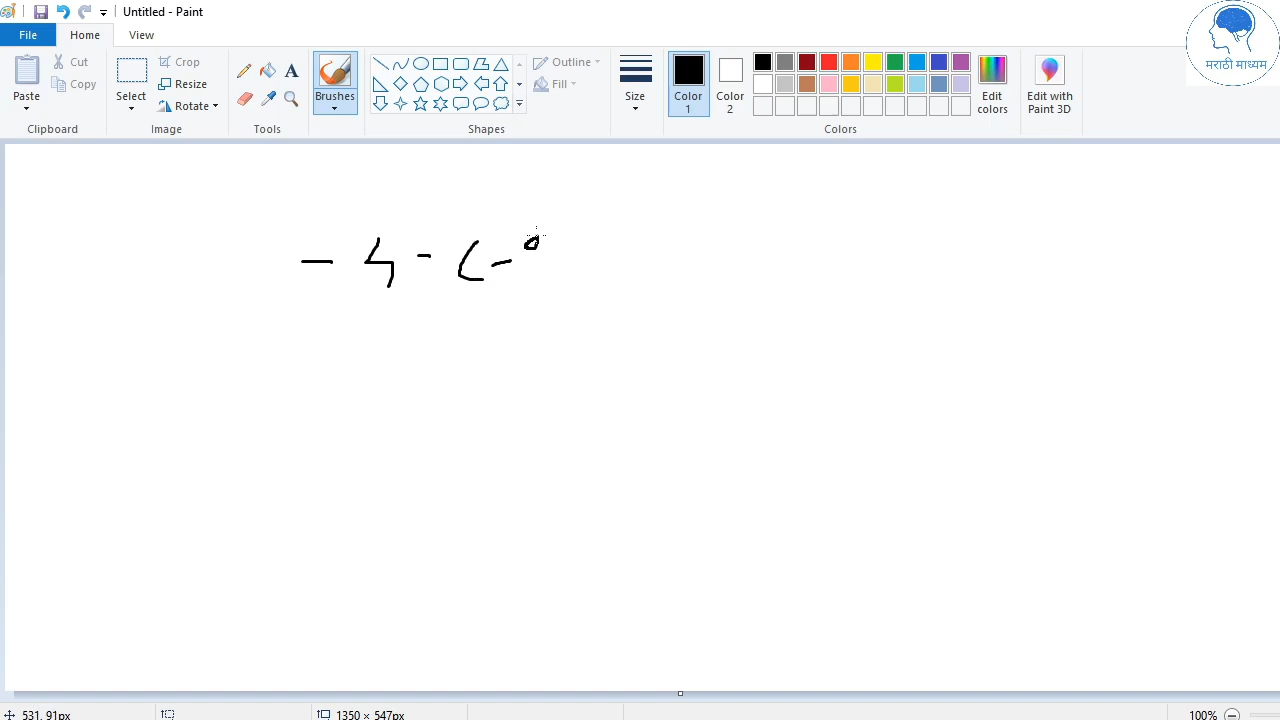 Untitled - Paint
File Home View
Paste Cut Copy Clipboard
Select Crop Resize Rotate Image
Tools
Brushes
Shapes Outline Fill
Size
Color 1 Color 2 Edit colors Colors
Edit with Paint 3D
मराठी माध्यम
- 4 - ( -
531, 91px 1350 × 547px 100%